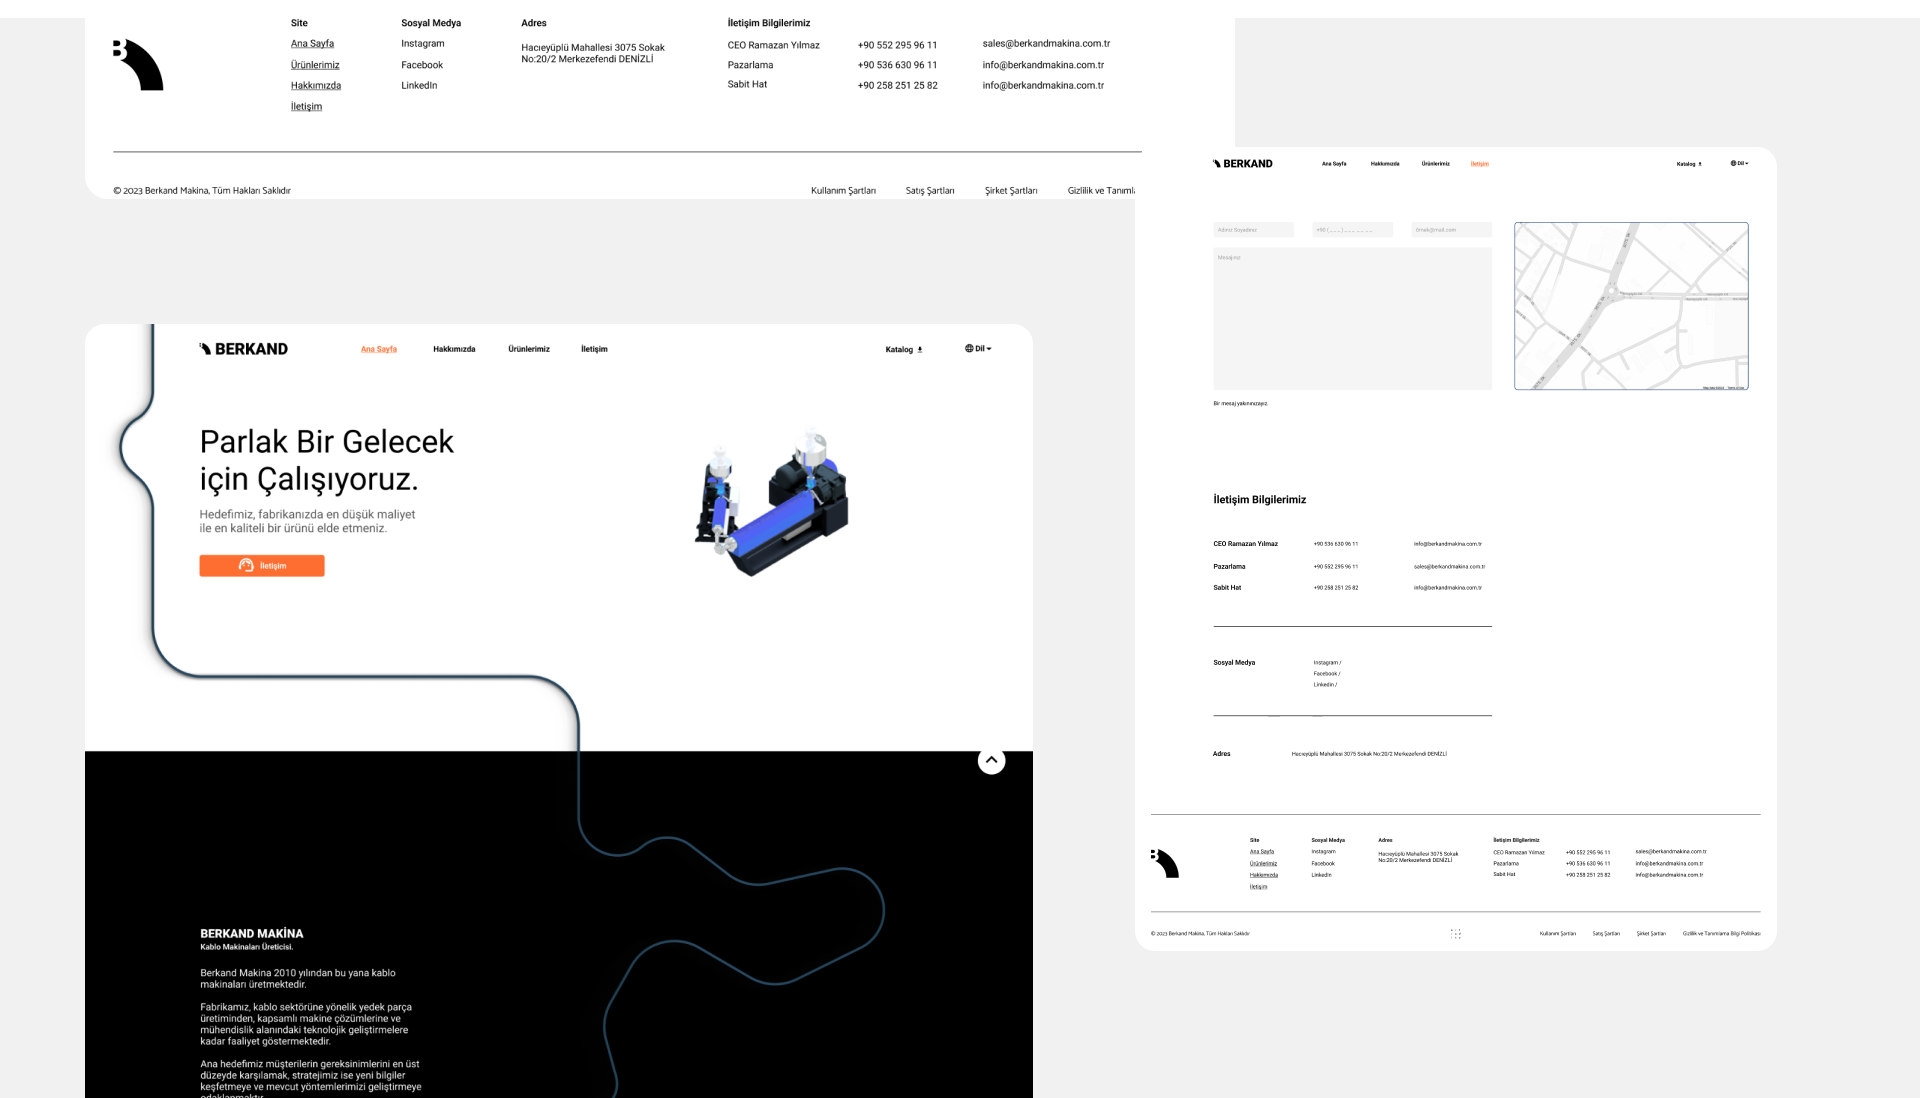 Site
Ana Sayfa
Ürünlerimiz
Hakkımızda
İletişim
Sosyal Medya
Instagram
Facebook
LinkedIn
Adres
Hacıeyüplü Mahallesi 3075 Sokak
No:20/2 Merkezefendi DENİZLİ
İletişim Bilgilerimiz
CEO Ramazan Yılmaz +90 552 295 96 11 sales@berkandmakina.com.tr
Pazarlama +90 536 630 96 11 info@berkandmakina.com.tr
Sabit Hat +90 258 251 25 82 info@berkandmakina.com.tr
© 2023 Berkand Makina, Tüm Hakları Saklıdır
Kullanım Şartları Satış Şartları Şirket Şartları Gizlilik ve
BERKAND Ana Sayfa Hakkımızda Ürünlerimiz İletişim Katalog Dil
Parlak Bir Gelecek
için Çalışıyoruz.
Hedefimiz, fabrikanızda en düşük maliyet
ile en kaliteli bir ürünü elde etmeniz.
İletişim
BERKAND MAKİNA
Kablo Makinaları Üreticisi.
Berkand Makina 2010 yılından bu yana kablo
makinaları üretmektedir.
Fabrikamız, kablo sektörüne yönelik yedek parça
üretiminden, kapsamlı makine çözümlerine ve
mühendislik alanındaki teknolojik geliştirmelere
kadar faaliyet göstermektedir.
Ana hedefimiz müşterilerin gereksinimlerini en üst
düzeyde karşılamak, stratejimiz ise yeni bilgiler
keşfetmeye ve mevcut yöntemlerimizi geliştirmeye
odaklanmaktır.
BERKAND Ana Sayfa Hakkımızda Ürünlerimiz İletişim Katalog Dil
Adınız Soyadınız +90 (_ _ _) _ _ _ _ _ _ _ ornek@mail.com
Mesajınız
Bir mesaj yakınınızayız.
İletişim Bilgilerimiz
CEO Ramazan Yılmaz +90 536 630 96 11 info@berkandmakina.com.tr
Pazarlama +90 552 295 96 11 sales@berkandmakina.com.tr
Sabit Hat +90 258 251 25 82 info@berkandmakina.com.tr
Sosyal Medya
Instagram /
Facebook /
LinkedIn /
Adres Hacıeyüplü Mahallesi 3075 Sokak No:20/2 Merkezefendi DENİZLİ
Site
Ana Sayfa
Ürünlerimiz
Hakkımızda
İletişim
Sosyal Medya
Instagram
Facebook
LinkedIn
Adres
Hacıeyüplü Mahallesi 3075 Sokak
No:20/2 Merkezefendi DENİZLİ
İletişim Bilgilerimiz
CEO Ramazan Yılmaz +90 552 295 96 11 sales@berkandmakina.com.tr
Pazarlama +90 536 630 96 11 info@berkandmakina.com.tr
Sabit Hat +90 258 251 25 82 info@berkandmakina.com.tr
© 2023 Berkand Makina, Tüm Hakları Saklıdır
Kullanım Şartları Satış Şartları Şirket Şartları Gizlilik ve Tanımlama Bilgi Politikası